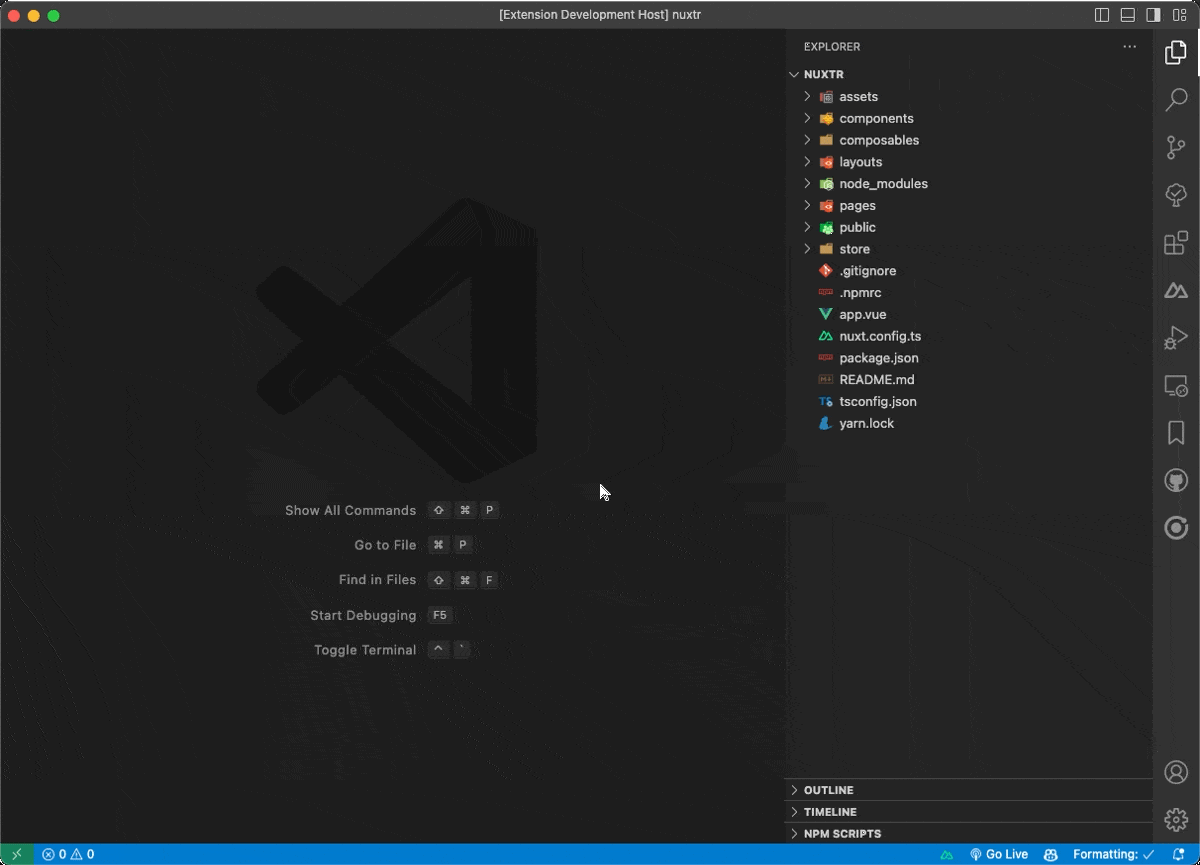 [Extension Development Host] nuxtr
EXPLORER
NUXTR
assets
components
composables
layouts
node_modules
pages
public
store
.gitignore
.npmrc
app.vue
nuxt.config.ts
package.json
README.md
tsconfig.json
yarn.lock
Show All Commands ⇧ ⌘ P
Go to File ⌘ P
Find in Files ⇧ ⌘ F
Start Debugging F5
Toggle Terminal ^ `
OUTLINE
TIMELINE
NPM SCRIPTS
0 0 Go Live Formatting: ✓